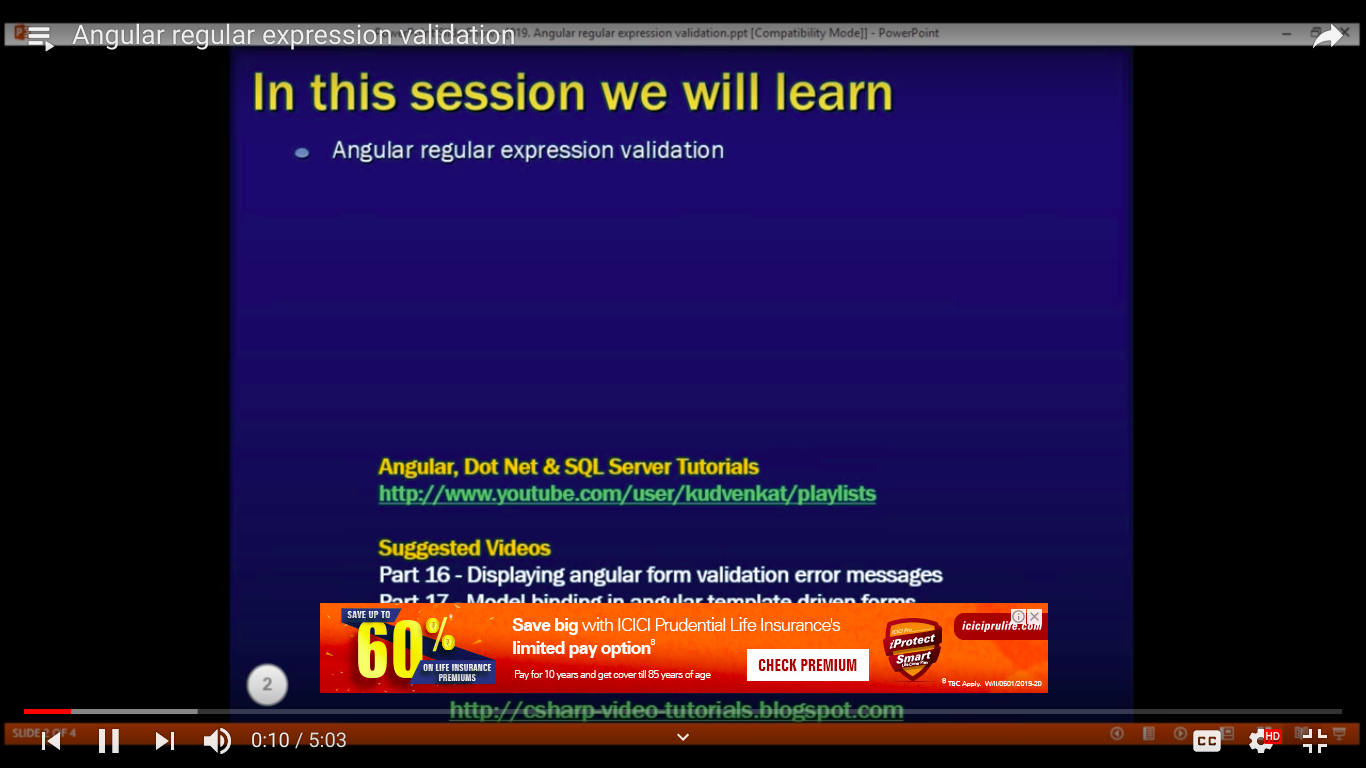 Angular regular expression validation
19. Angular regular expression validation.ppt [Compatibility Mode]] - PowerPoint
In this session we will learn
Angular regular expression validation
Angular, Dot Net & SQL Server Tutorials
http://www.youtube.com/user/kudvenkat/playlists
Suggested Videos
Part 16 - Displaying angular form validation error messages
Part 17 - Model binding in angular template driven forms
SAVE UP TO
60%
ON LIFE INSURANCE
PREMIUMS
Save big with ICICI Prudential Life Insurance's
limited pay option8
Pay for 10 years and get cover till 85 years of age
CHECK PREMIUM
ICICI Pru
iProtect
Smart
iciciprulife.com
8 T&C Apply. W/II/0501/2019-20
2
http://csharp-video-tutorials.blogspot.com
SLIDE 2 OF 4
0:10 / 5:03
CC
HD